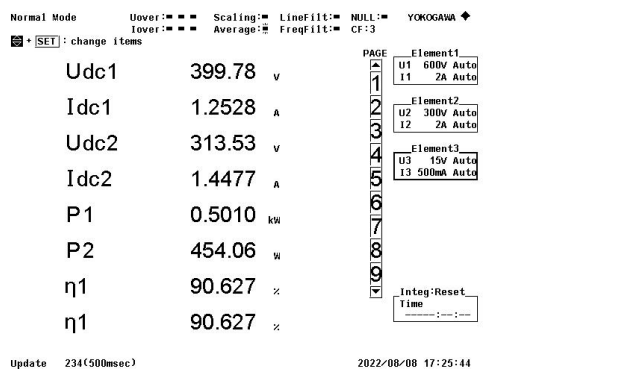 Normal Mode Uover:▪ ▪ ▪ Scaling:▪ LineFilt:▪ NULL:▪ YOKOGAWA ◆
Iover:▪ ▪ ▪ Average:▪ FreqFilt:▪ CF:3
+ SET : change items
PAGE
Udc1 399.78 V
Idc1 1.2528 A
Udc2 313.53 V
Idc2 1.4477 A
P1 0.5010 kW
P2 454.06 W
η1 90.627 %
η1 90.627 %
▲
1
2
3
4
5
6
7
8
9
▼
Element1
U1 600V Auto
I1 2A Auto
Element2
U2 300V Auto
I2 2A Auto
Element3
U3 15V Auto
I3 500mA Auto
Integ:Reset
Time
-----:--:--
Update 234(500msec)
2022/08/08 17:25:44